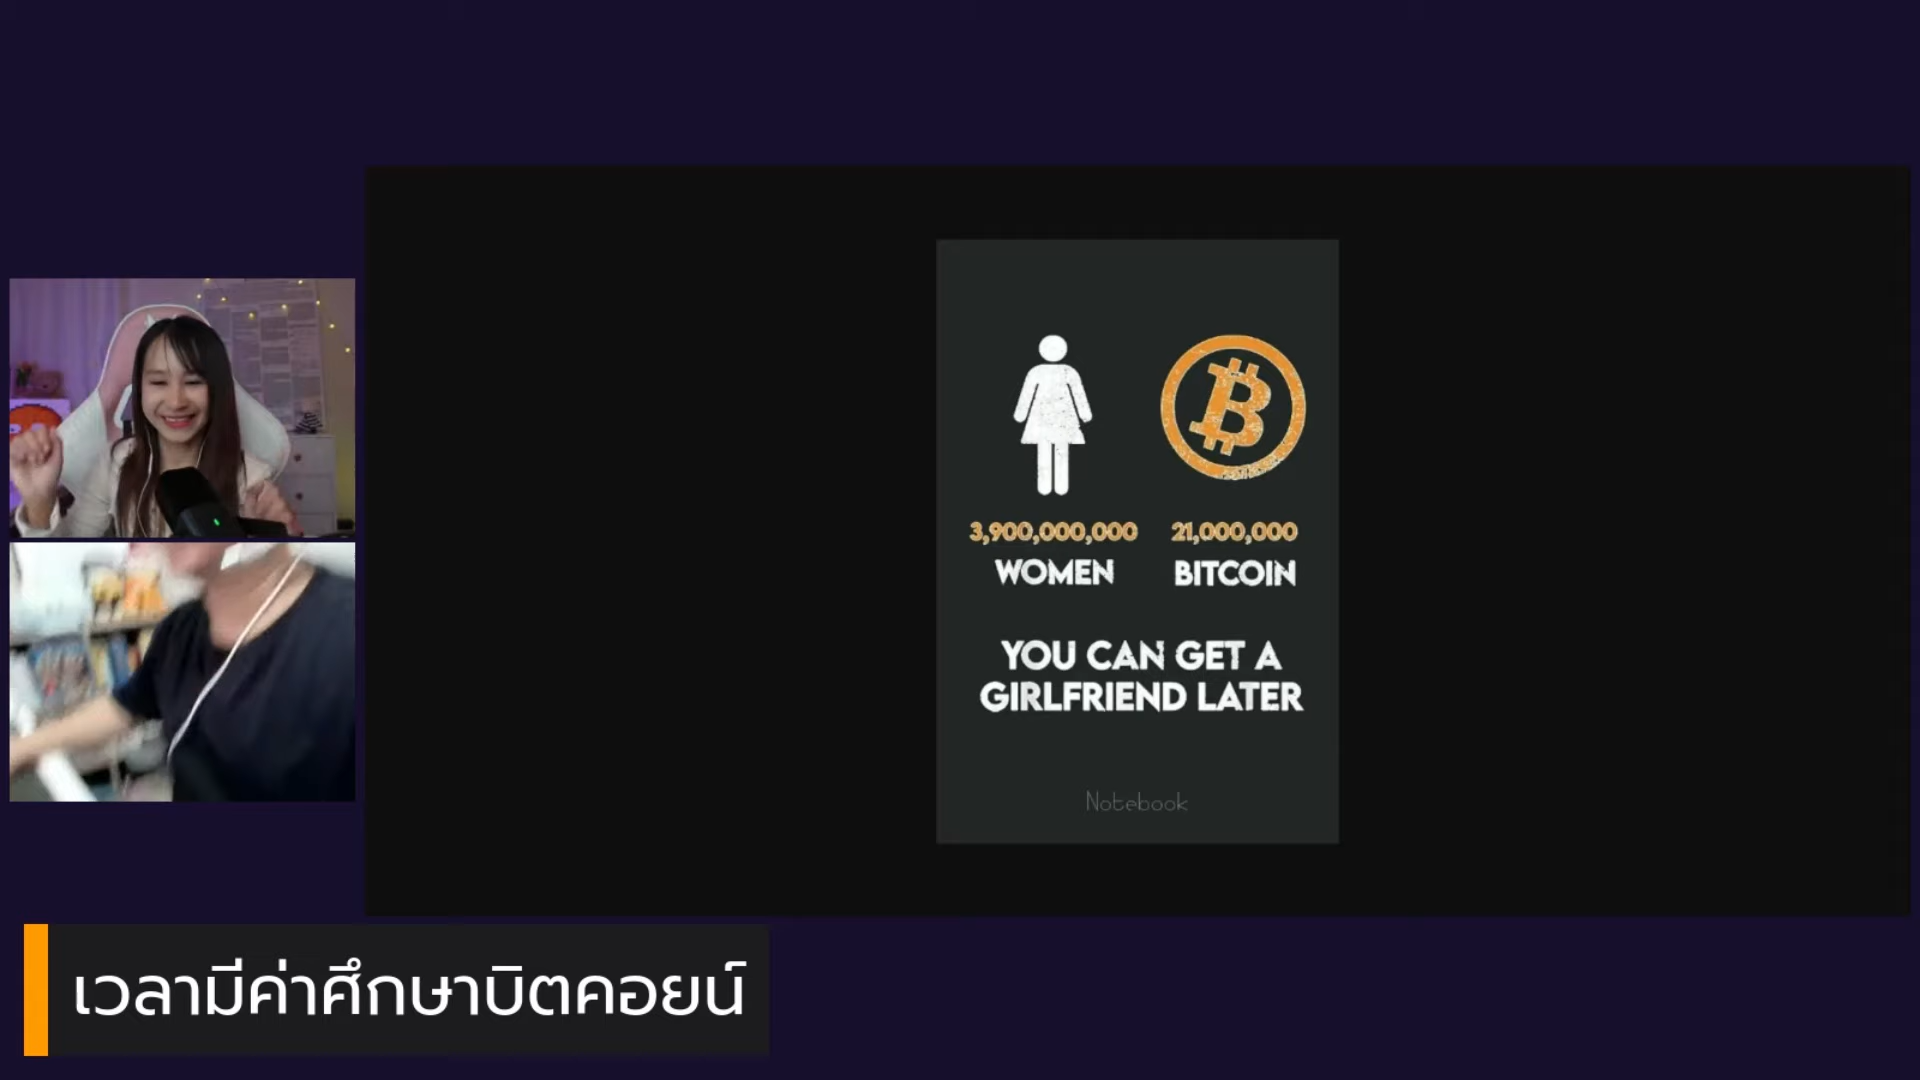 3,900,000,000 21,000,000
WOMEN BITCOIN
YOU CAN GET A
GIRLFRIEND LATER
Notebook
เวลามีค่าศึกษาบิตคอยน์